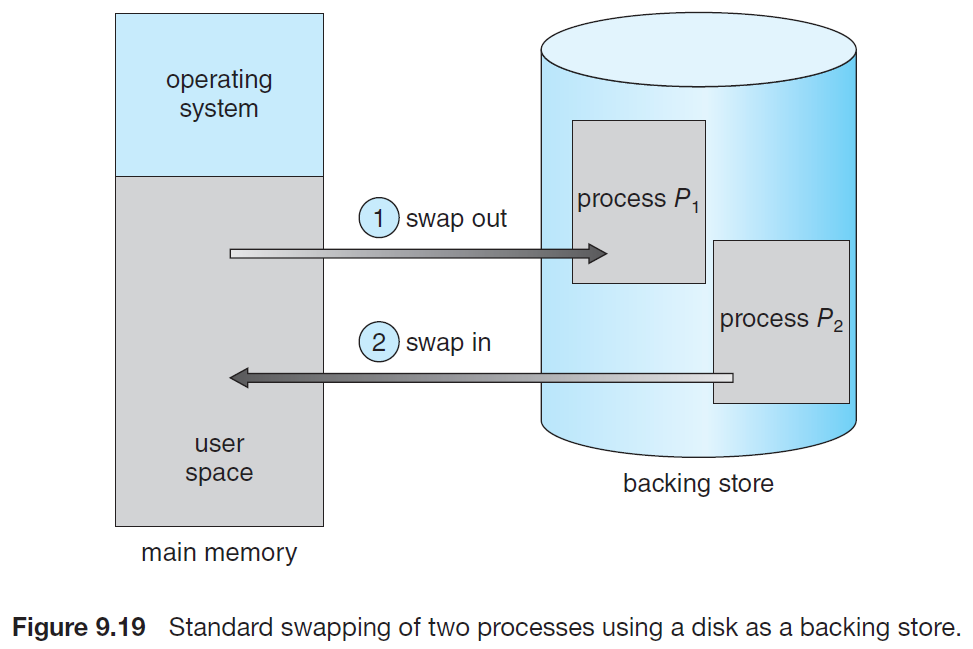 operating
system
process P1
1 swap out
process P2
2 swap in
user
space
backing store
main memory
Figure 9.19 Standard swapping of two processes using a disk as a backing store.